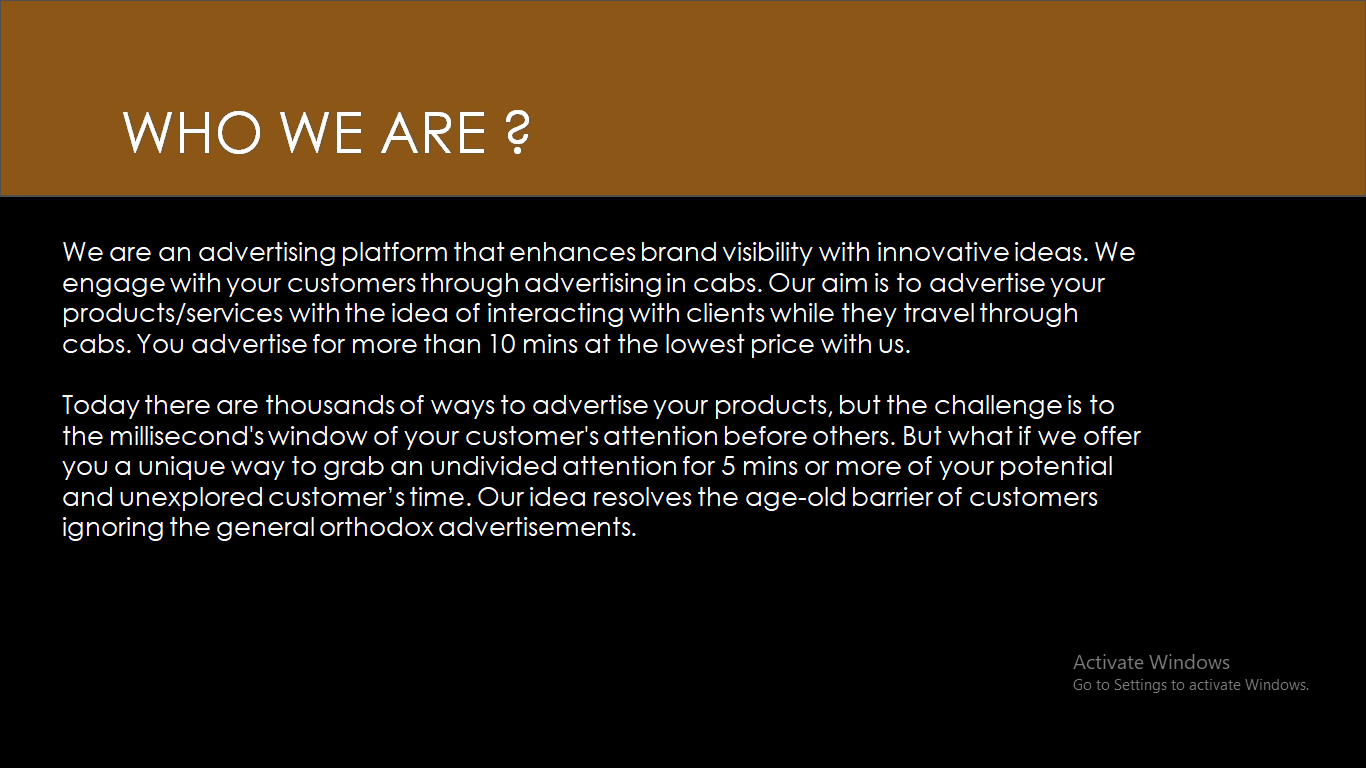 WHO WE ARE ?
We are an advertising platform that enhances brand visibility with innovative ideas. We
engage with your customers through advertising in cabs. Our aim is to advertise your
products/services with the idea of interacting with clients while they travel through
cabs. You advertise for more than 10 mins at the lowest price with us.
Today there are thousands of ways to advertise your products, but the challenge is to
the millisecond's window of your customer's attention before others. But what if we offer
you a unique way to grab an undivided attention for 5 mins or more of your potential
and unexplored customer’s time. Our idea resolves the age-old barrier of customers
ignoring the general orthodox advertisements.
Activate Windows
Go to Settings to activate Windows.